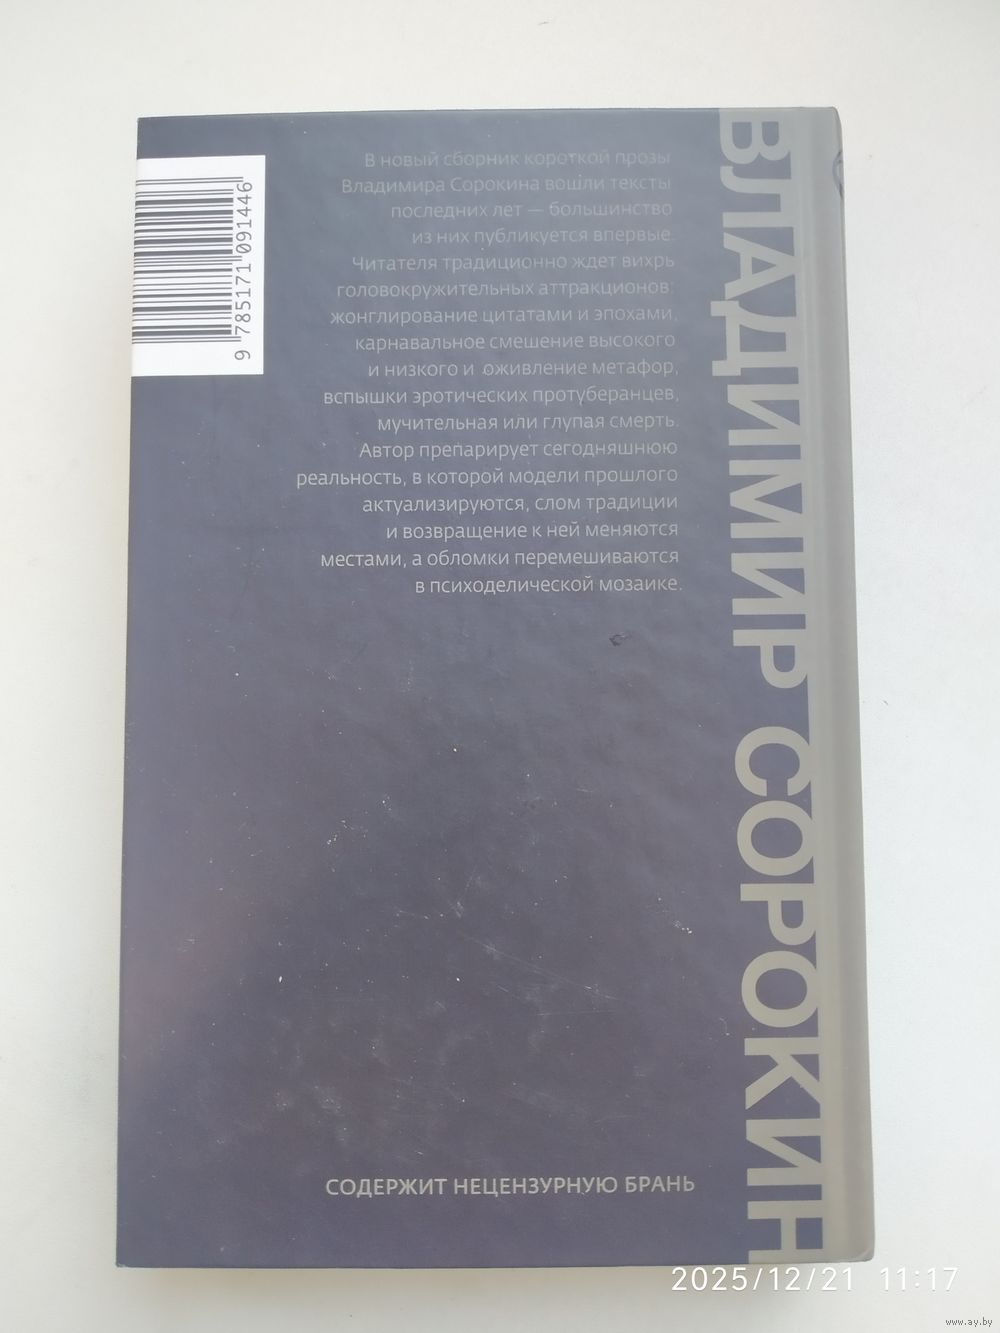 В новый сборник короткой прозы
Владимира Сорокина вошли тексты
последних лет — большинство
из них публикуется впервые.
Читателя традиционно ждет вихрь
головокружительных аттракционов:
жонглирование цитатами и эпохами,
карнавальное смешение высокого
и низкого и оживление метафор,
вспышки эротических протуберанцев,
мучительная или глупая смерть.
Автор препарирует сегодняшнюю
реальность, в которой модели прошлого
актуализируются, слом традиции
и возвращение к ней меняются
местами, а обломки перемешиваются
в психоделической мозаике.
9 785171 091446
ВЛАДИМИР СОРОКИН
СОДЕРЖИТ НЕЦЕНЗУРНУЮ БРАНЬ
2025/12/21 11:17
www.ay.by